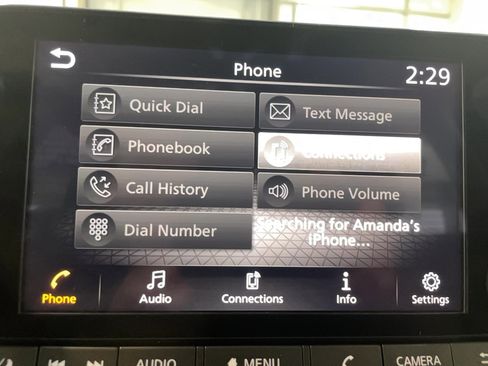 Phone
2:29
Quick Dial
Text Message
Phonebook
Connections
Call History
Phone Volume
Dial Number
Searching for Amanda's
iPhone...
Phone
Audio
Connections
Info
Settings
AUDIO
MENU
CAMERA